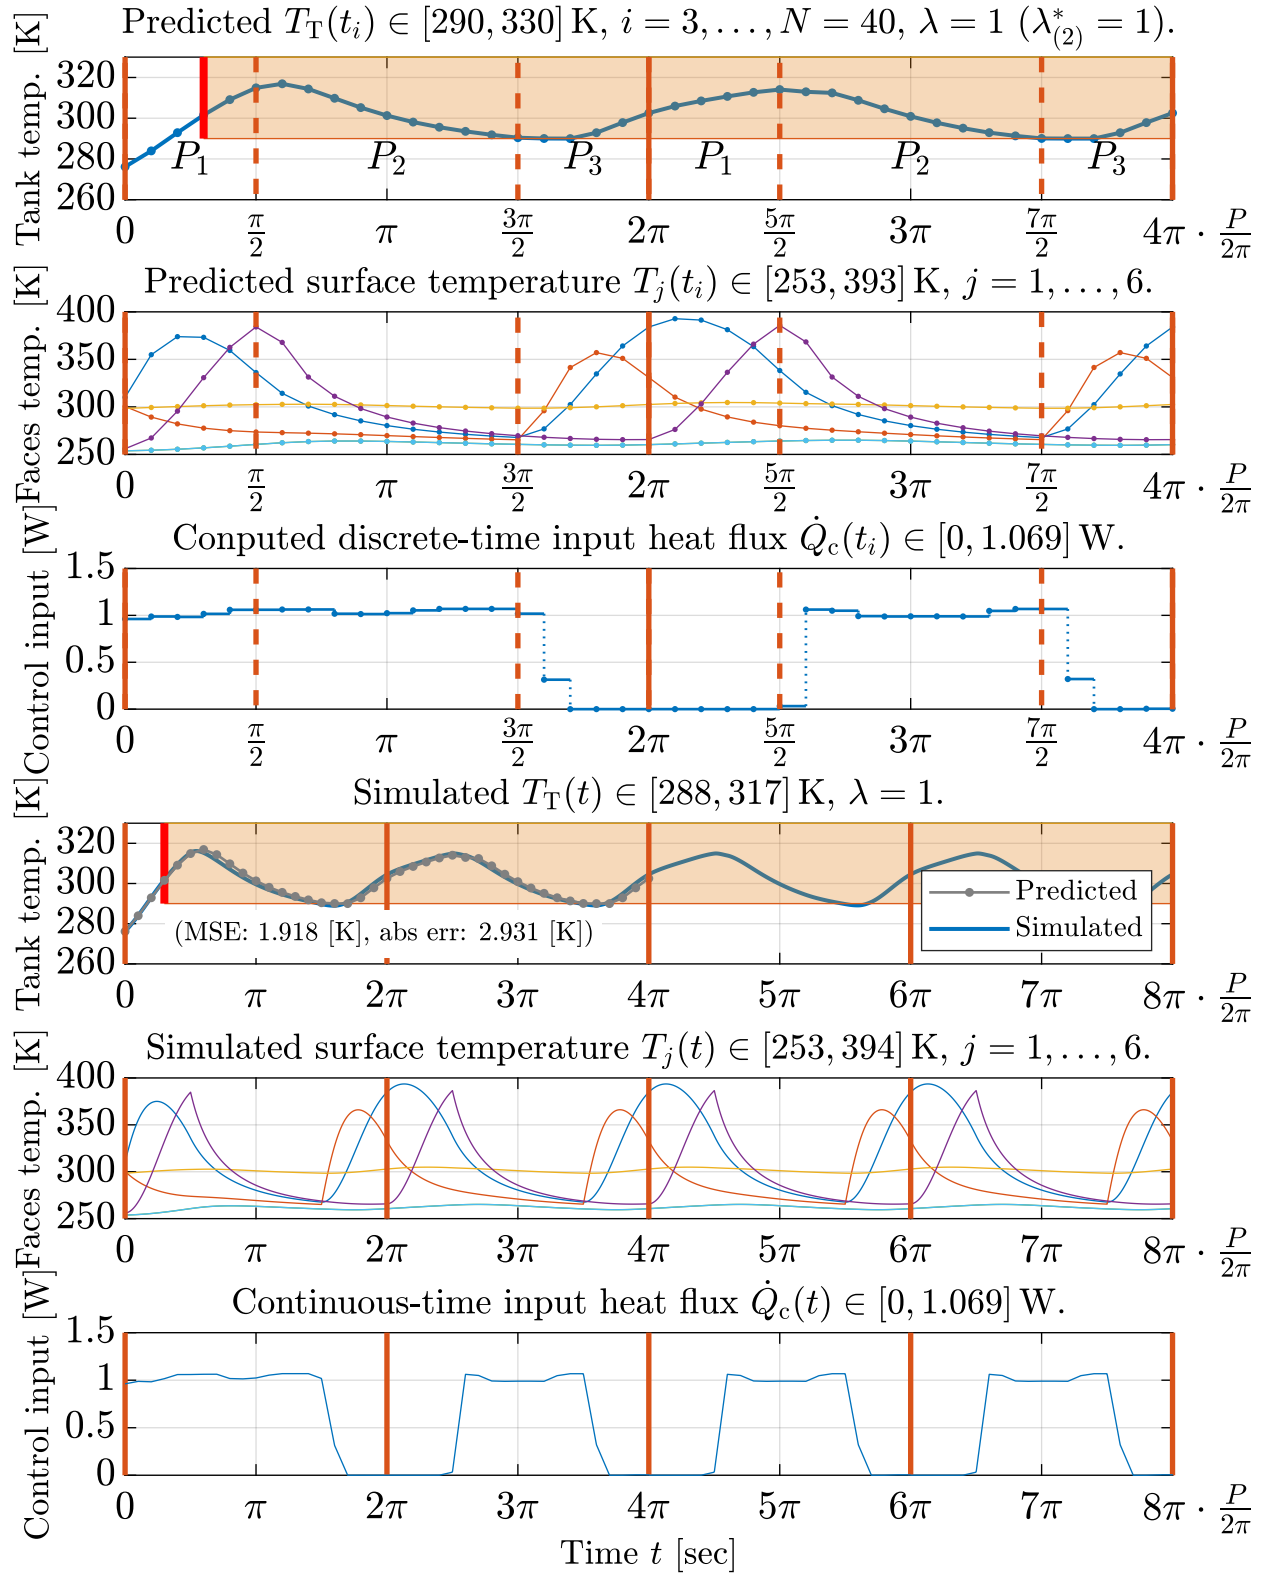 Predicted T_T(t_i) ∈ [290, 330] K, i = 3, …, N = 40, λ = 1 (λ*_(2) = 1).
Tank temp. [K]
320
300
280
260
P_1 P_2 P_3 P_1 P_2 P_3
0 π/2 π 3π/2 2π 5π/2 3π 7π/2 4π · P/2π
Predicted surface temperature T_j(t_i) ∈ [253, 393] K, j = 1, …, 6.
Faces temp. [K]
400
350
300
250
0 π/2 π 3π/2 2π 5π/2 3π 7π/2 4π · P/2π
Conputed discrete-time input heat flux Q̇_c(t_i) ∈ [0, 1.069] W.
Control input [W]
1.5
1
0.5
0
0 π/2 π 3π/2 2π 5π/2 3π 7π/2 4π · P/2π
Simulated T_T(t) ∈ [288, 317] K, λ = 1.
Tank temp. [K]
320
300
280
260
Predicted
Simulated
(MSE: 1.918 [K], abs err: 2.931 [K])
0 π 2π 3π 4π 5π 6π 7π 8π · P/2π
Simulated surface temperature T_j(t) ∈ [253, 394] K, j = 1, …, 6.
Faces temp. [K]
400
350
300
250
0 π 2π 3π 4π 5π 6π 7π 8π · P/2π
Continuous-time input heat flux Q̇_c(t) ∈ [0, 1.069] W.
Control input [W]
1.5
1
0.5
0
0 π 2π 3π 4π 5π 6π 7π 8π · P/2π
Time t [sec]